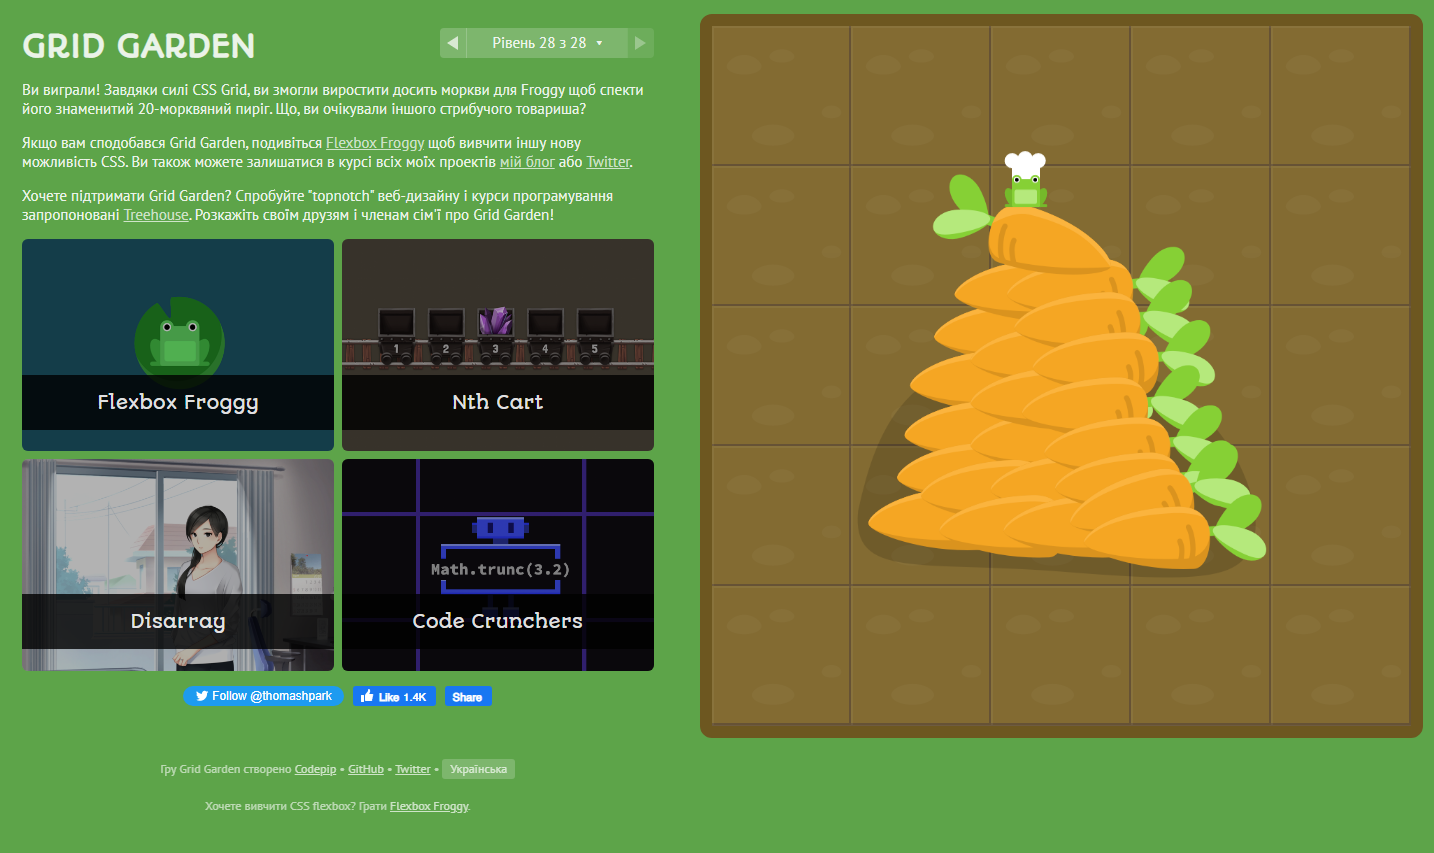 GRID GARDEN
Рівень 28 з 28
Ви виграли! Завдяки силі CSS Grid, ви змогли виростити досить моркви для Froggy щоб спекти
його знаменитий 20-морквяний пиріг. Що, ви очікували іншого стрибучого товариша?
Якщо вам сподобався Grid Garden, подивіться Flexbox Froggy щоб вивчити іншу нову
можливість CSS. Ви також можете залишатися в курсі всіх моїх проектів мій блог або Twitter.
Хочете підтримати Grid Garden? Спробуйте "topnotch" веб-дизайну і курси програмування
запропоновані Treehouse. Розкажіть своїм друзям і членам сім'ї про Grid Garden!
Flexbox Froggy
1 2 3 4 5
Nth Cart
Disarray
Math.trunc(3.2)
Code Crunchers
Follow @thomashpark
Like 1.4K
Share
Гру Grid Garden створено Codepip • GitHub • Twitter • Українська
Хочете вивчити CSS flexbox? Грати Flexbox Froggy.